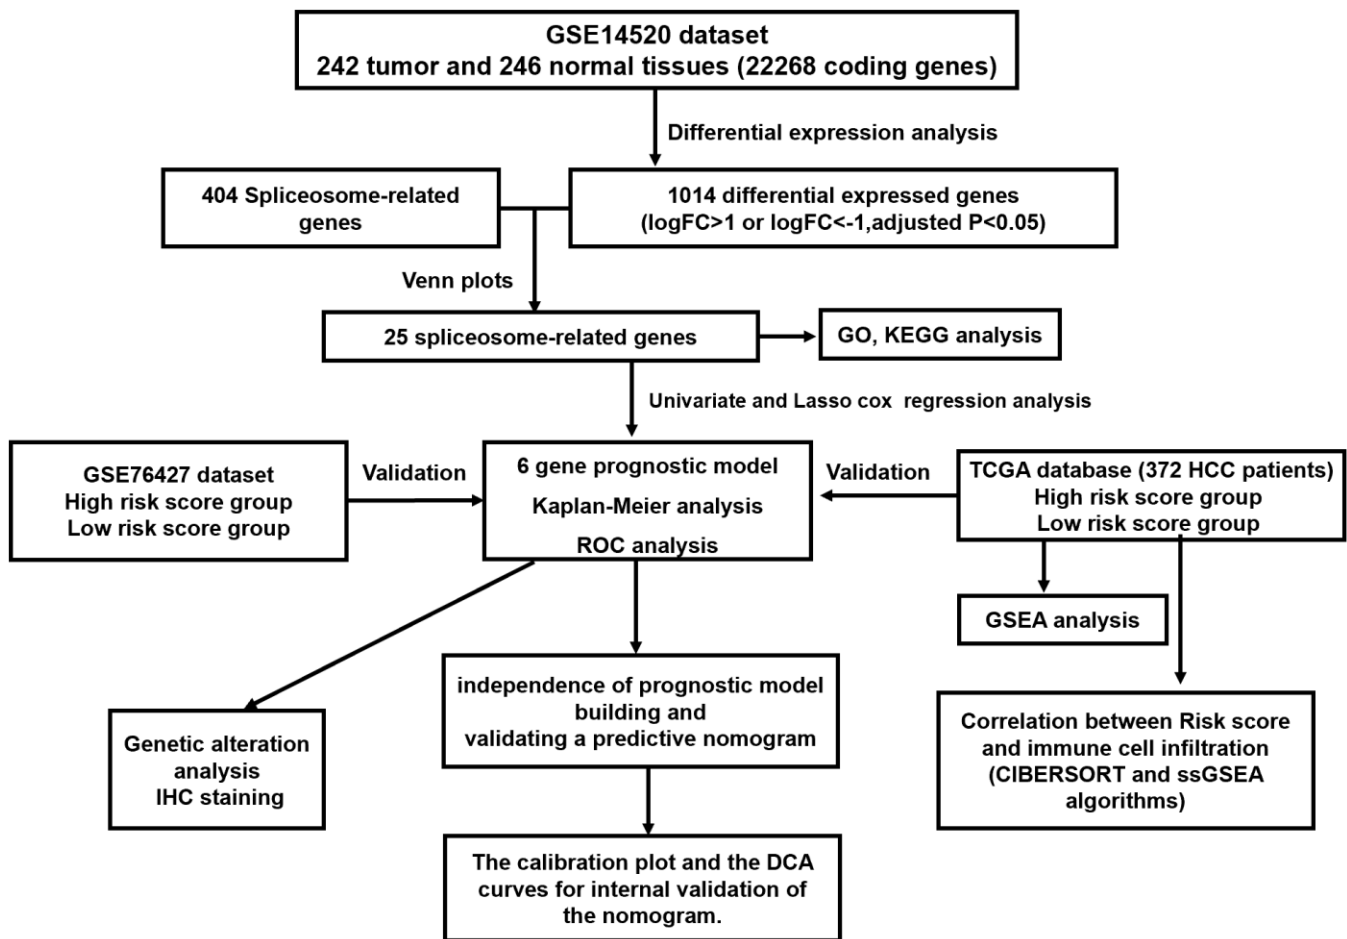 GSE14520 dataset
242 tumor and 246 normal tissues (22268 coding genes)
Differential expression analysis
404 Spliceosome-related
genes
1014 differential expressed genes
(logFC>1 or logFC<-1,adjusted P<0.05)
Venn plots
25 spliceosome-related genes
GO, KEGG analysis
Univariate and Lasso cox regression analysis
GSE76427 dataset
High risk score group
Low risk score group
Validation
6 gene prognostic model
Kaplan-Meier analysis
ROC analysis
Validation
TCGA database (372 HCC patients)
High risk score group
Low risk score group
GSEA analysis
independence of prognostic model
building and
validating a predictive nomogram
Genetic alteration
analysis
IHC staining
Correlation between Risk score
and immune cell infiltration
(CIBERSORT and ssGSEA
algorithms)
The calibration plot and the DCA
curves for internal validation of
the nomogram.